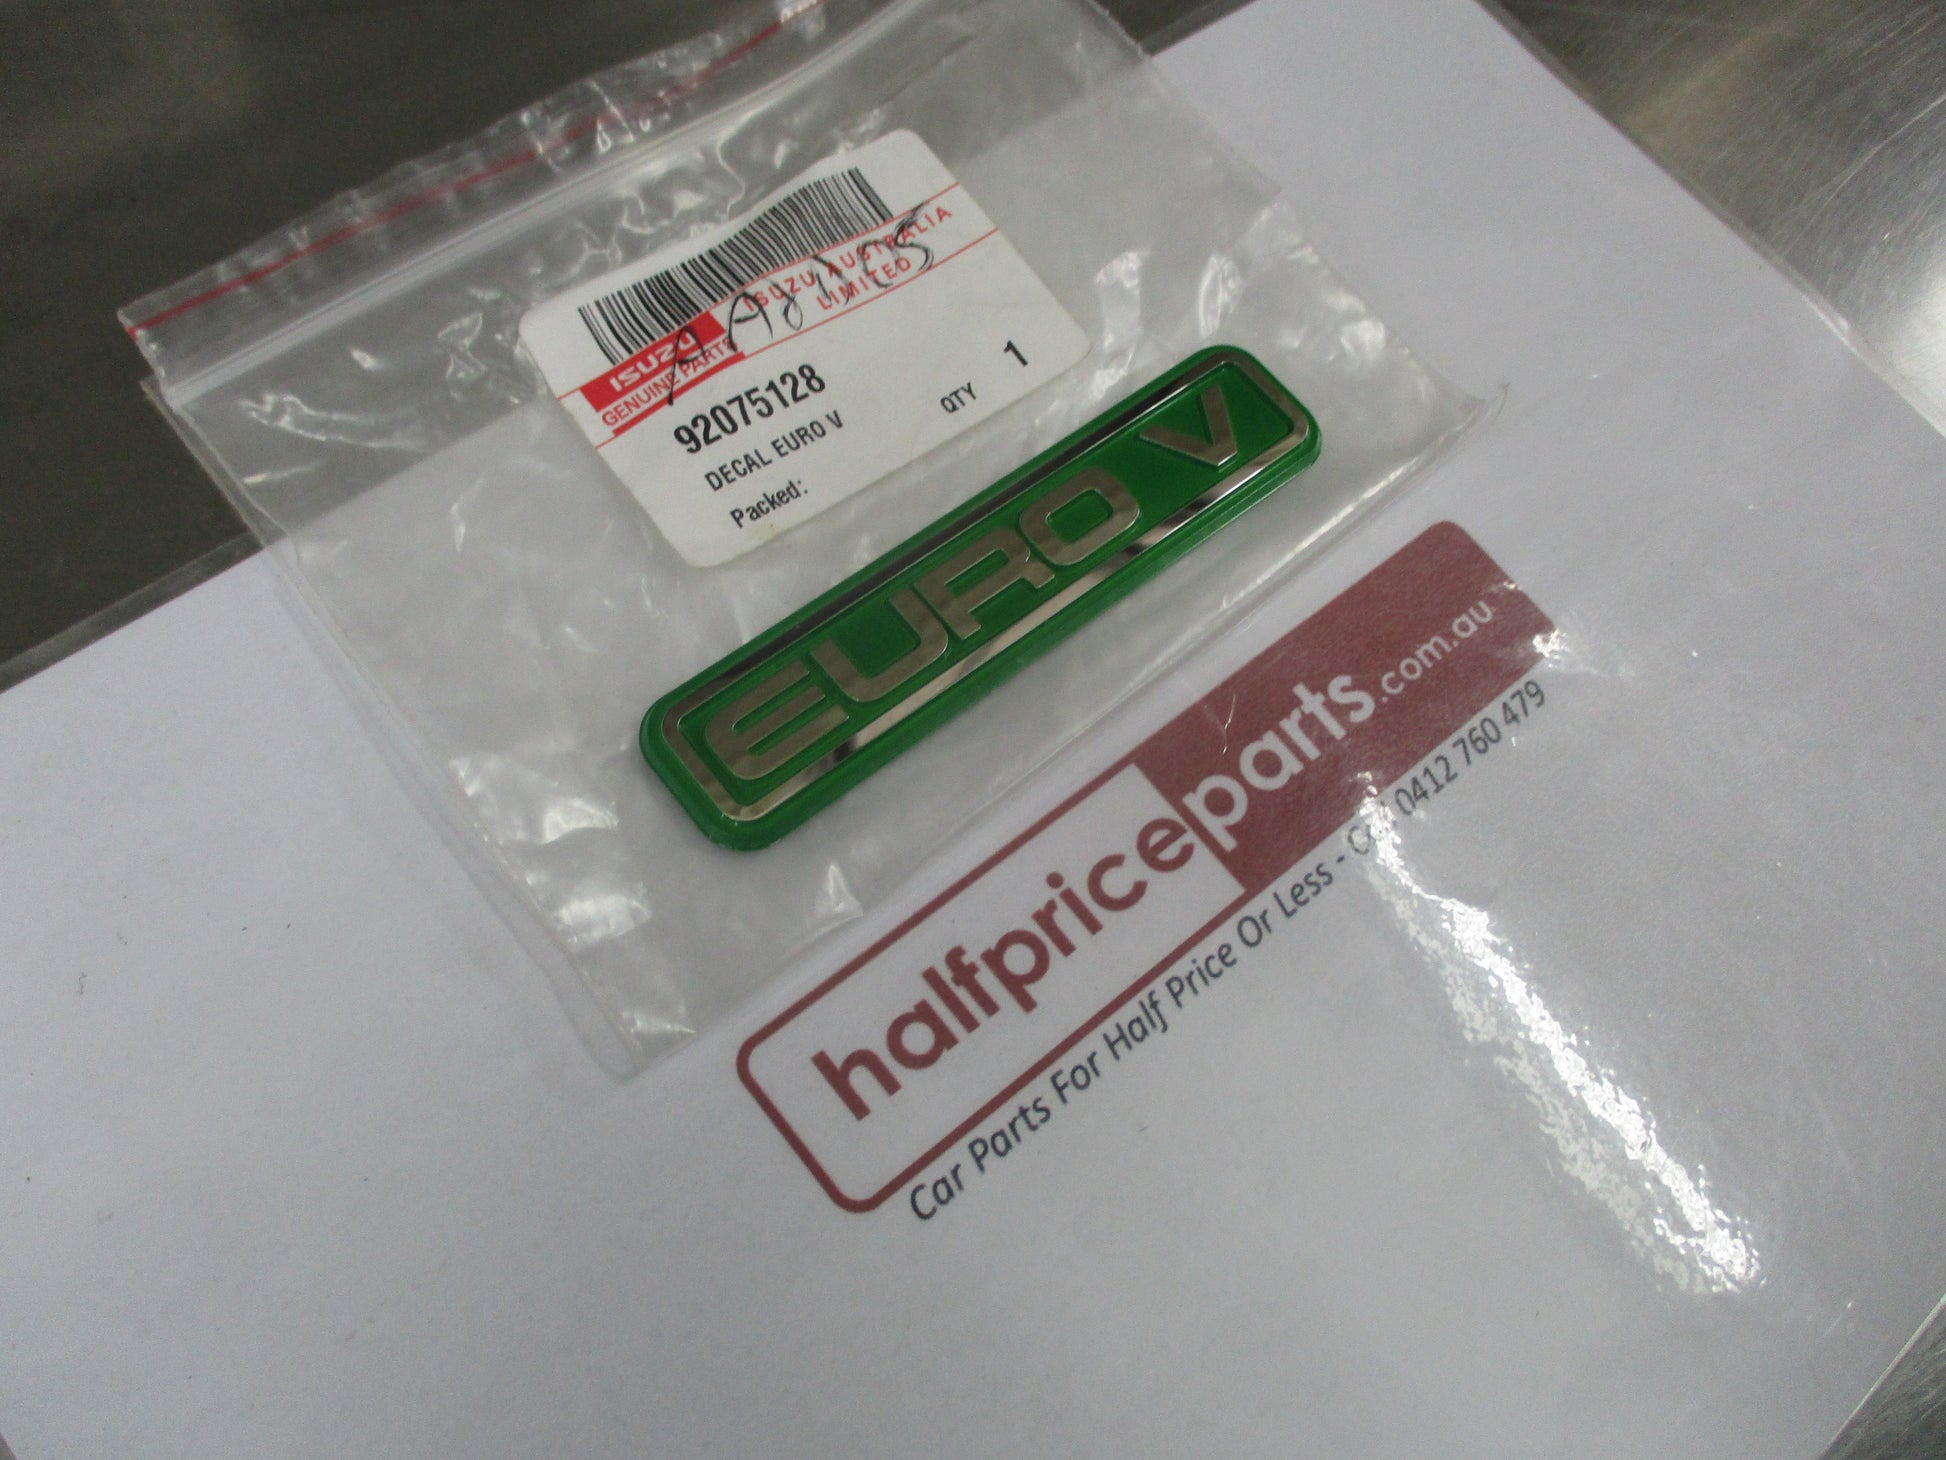 ISUZU
GENUINE PARTS
ISUZU AUSTRALIA
LIMITED
92075128
DECAL EURO V
QTY 1
Packed:
EURO V
halfpriceparts.com.au
Car Parts For Half Price Or Less - Call 0412 760 479